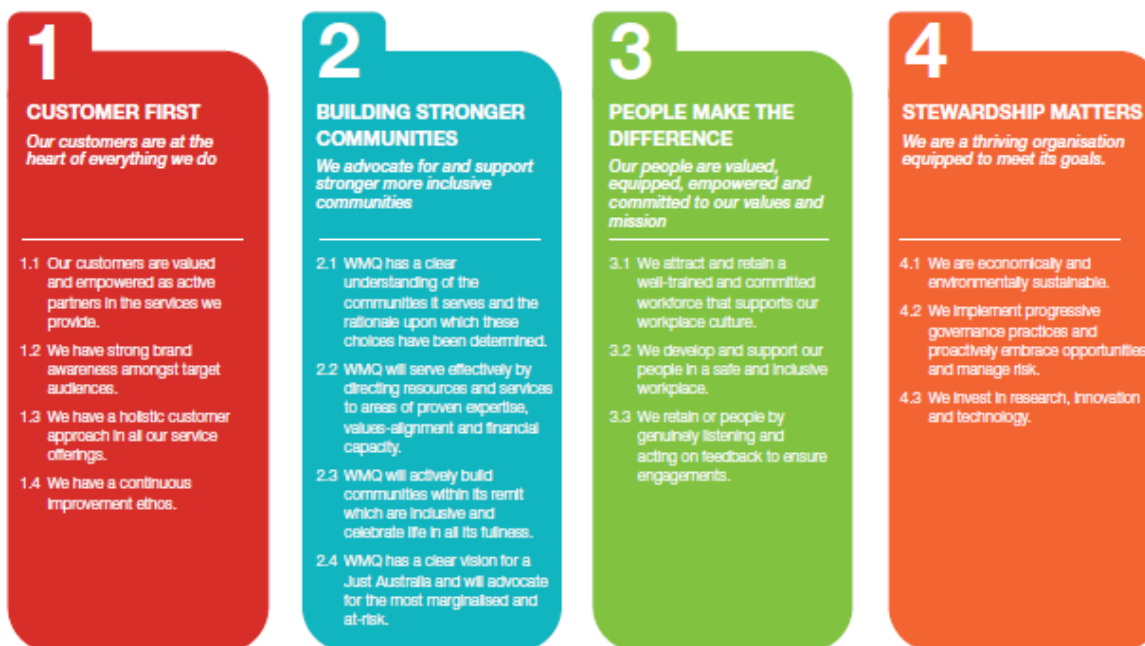 1
CUSTOMER FIRST
Our customers are at the
heart of everything we do
1.1 Our customers are valued
and empowered as active
partners in the services we
provide.
1.2 We have strong brand
awareness amongst target
audiences.
1.3 We have a holistic customer
approach in all our service
offerings.
1.4 We have a continuous
improvement ethos.
2
BUILDING STRONGER
COMMUNITIES
We advocate for and support
stronger more inclusive
communities
2.1 WMQ has a clear
understanding of the
communities it serves and the
rationale upon which these
choices have been determined.
2.2 WMQ will serve effectively by
directing resources and services
to areas of proven expertise,
values-alignment and financial
capacity.
2.3 WMQ will actively build
communities within its remit
which are inclusive and
celebrate life in all its fullness.
2.4 WMQ has a clear vision for a
Just Australia and will advocate
for the most marginalised and
at-risk.
3
PEOPLE MAKE THE
DIFFERENCE
Our people are valued,
equipped, empowered and
committed to our values and
mission
3.1 We attract and retain a
well-trained and committed
workforce that supports our
workplace culture.
3.2 We develop and support our
people in a safe and inclusive
workplace.
3.3 We retain or people by
genuinely listening and
acting on feedback to ensure
engagements.
4
STEWARDSHIP MATTERS
We are a thriving organisation
equipped to meet its goals.
4.1 We are economically and
environmentally sustainable.
4.2 We implement progressive
governance practices and
proactively embrace opportunities
and manage risk.
4.3 We invest in research, innovation
and technology.